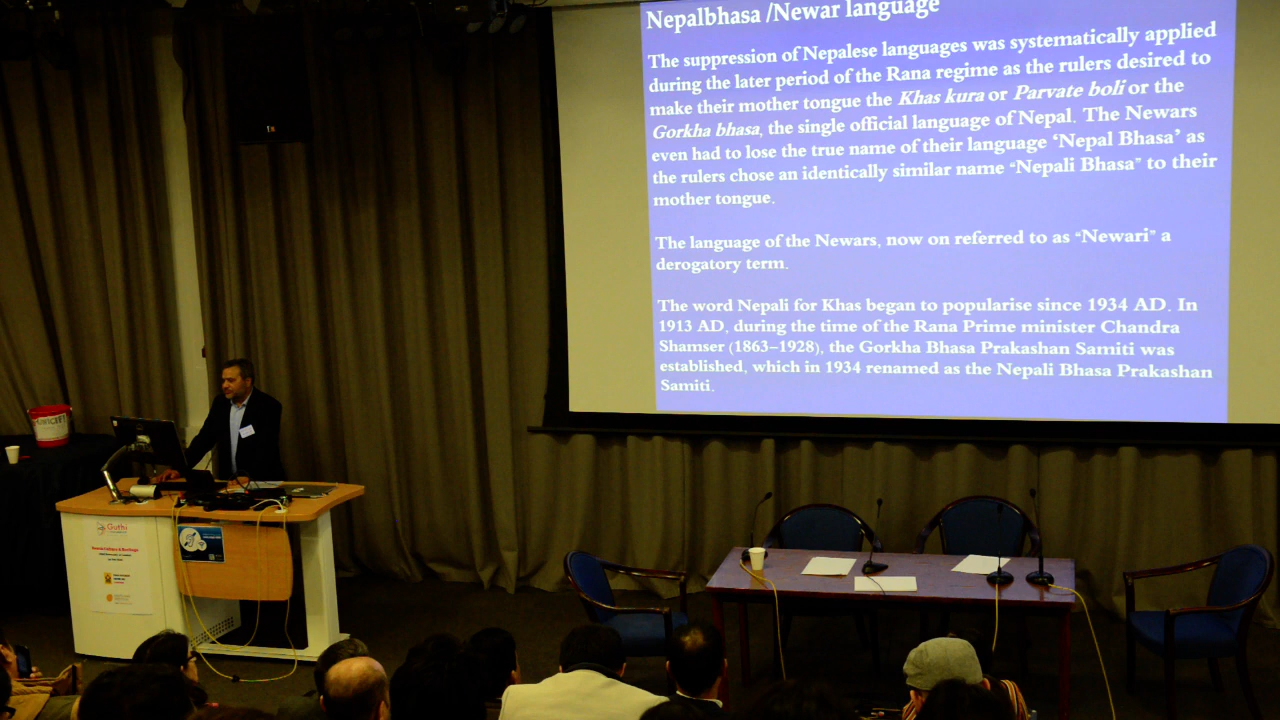 Nepalbhasa /Newar language
The suppression of Nepalese languages was systematically applied
during the later period of the Rana regime as the rulers desired to
make their mother tongue the Khas kura or Parvate boli or the
Gorkha bhasa, the single official language of Nepal. The Newars
even had to lose the true name of their language ‘Nepal Bhasa’ as
the rulers chose an identically similar name “Nepali Bhasa” to their
mother tongue.
The language of the Newars, now on referred to as “Newari” a
derogatory term.
The word Nepali for Khas began to popularise since 1934 AD. In
1913 AD, during the time of the Rana Prime minister Chandra
Shamser (1863–1928), the Gorkha Bhasa Prakashan Samiti was
established, which in 1934 renamed as the Nepali Bhasa Prakashan
Samiti.
Guthi